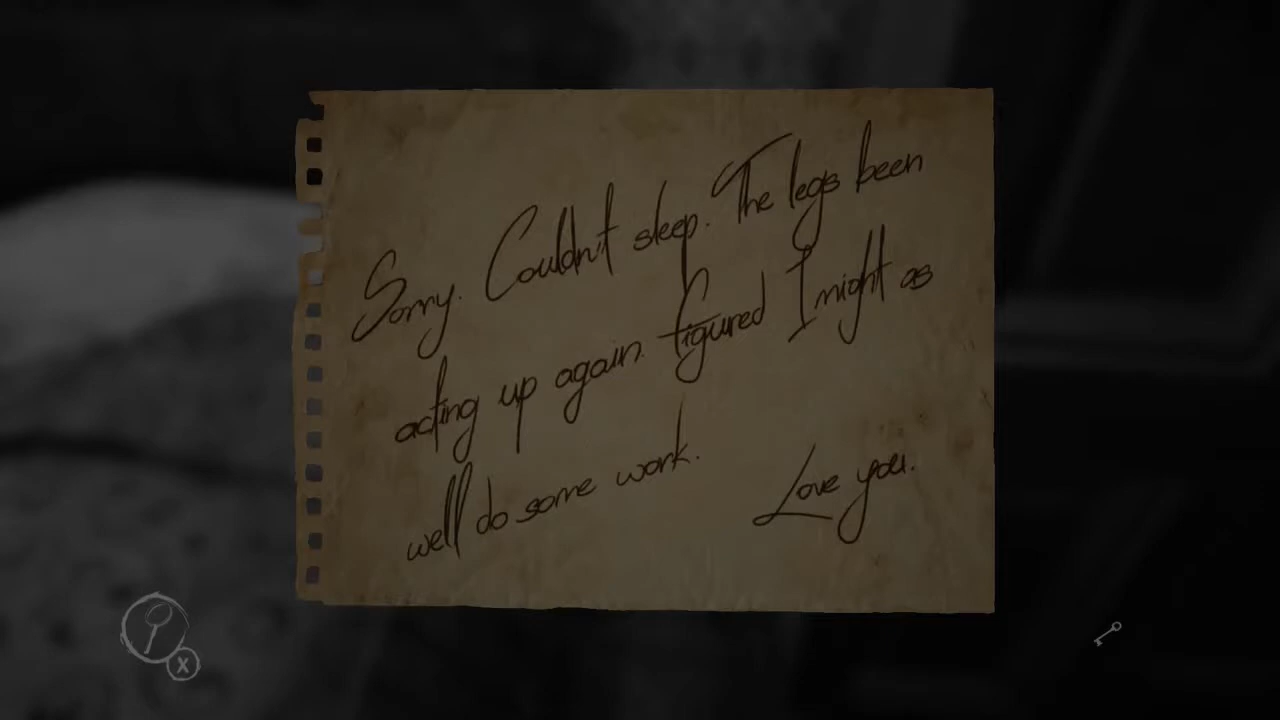 Sorry. Couldn't sleep. The legs been
acting up again. figured I might as
well do some work.
Love you.
X